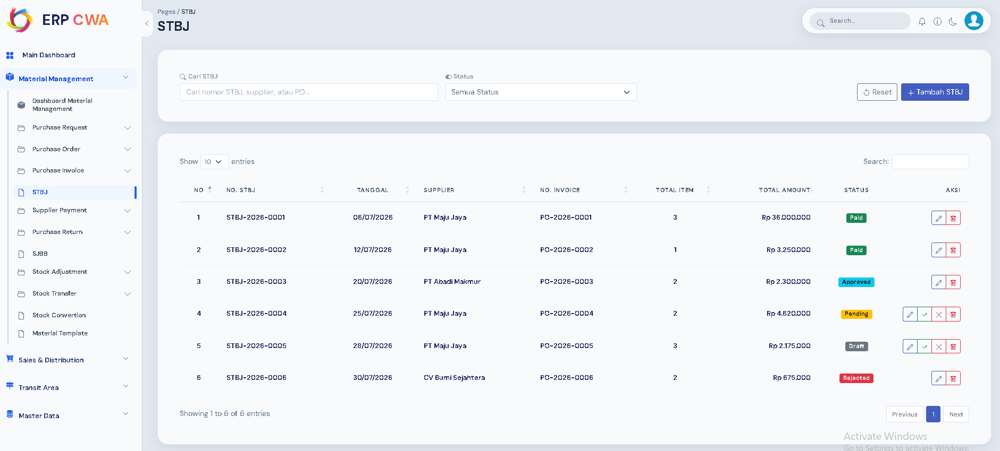 ERP CWA
Main Dashboard
Material Management
Dashboard Material
Management
Purchase Request
Purchase Order
Purchase Invoice
STBJ
Supplier Payment
Purchase Return
SJBB
Stock Adjustment
Stock Transfer
Stock Convertion
Material Template
Sales & Distribution
Transit Area
Master Data
Pages / STBJ
STBJ
Search...
Cari STBJ
Status
Cari nomor STBJ, supplier, atau PO...
Semua Status
Reset
+ Tambah STBJ
Show 10 entries
Search:
NO NO. STBJ TANGGAL SUPPLIER NO. INVOICE TOTAL ITEM TOTAL AMOUNT STATUS AKSI
1 STBJ-2026-0001 06/07/2026 PT Maju Jaya PO-2026-0001 3 Rp 36.000.000 Paid
2 STBJ-2026-0002 12/07/2026 PT Maju Jaya PO-2026-0002 1 Rp 3.250.000 Paid
3 STBJ-2026-0003 20/07/2026 PT Abadi Makmur PO-2026-0003 2 Rp 2.300.000 Approved
4 STBJ-2026-0004 25/07/2026 PT Maju Jaya PO-2026-0004 2 Rp 4.620.000 Pending
5 STBJ-2026-0005 28/07/2026 PT Maju Jaya PO-2026-0005 3 Rp 2.175.000 Draft
6 STBJ-2026-0006 30/07/2026 CV Bumi Sejahtera PO-2026-0006 2 Rp 675.000 Rejected
Showing 1 to 6 of 6 entries
Previous 1 Next
Activate Windows
Go to Settings to activate Windows.